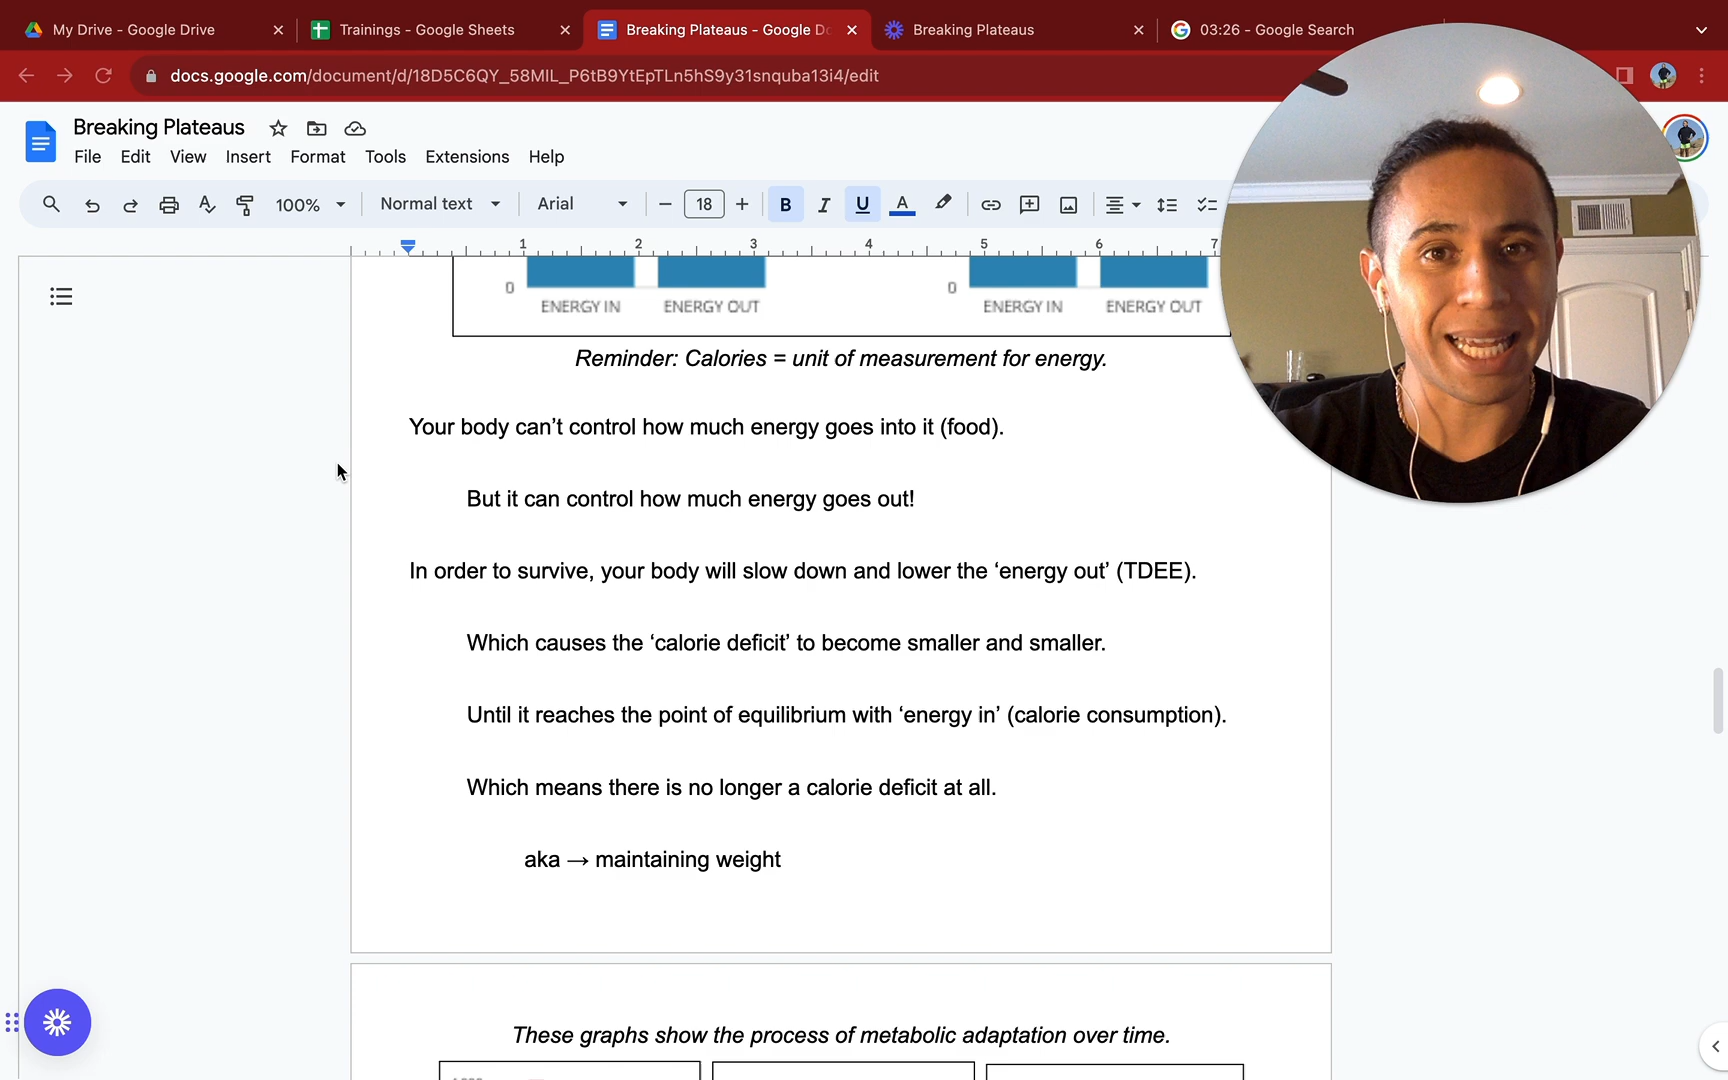 My Drive - Google Drive
Trainings - Google Sheets
Breaking Plateaus - Google Do
Breaking Plateaus
03:26 - Google Search
docs.google.com/document/d/18D5C6QY_58MIL_P6tB9YtEpTLn5hS9y31snquba13i4/edit
Breaking Plateaus
File Edit View Insert Format Tools Extensions Help
100% Normal text Arial 18 B I U A
1 2 3 4 5 6 7
0 0
ENERGY IN ENERGY OUT ENERGY IN ENERGY OUT
Reminder: Calories = unit of measurement for energy.
Your body can’t control how much energy goes into it (food).
But it can control how much energy goes out!
In order to survive, your body will slow down and lower the ‘energy out’ (TDEE).
Which causes the ‘calorie deficit’ to become smaller and smaller.
Until it reaches the point of equilibrium with ‘energy in’ (calorie consumption).
Which means there is no longer a calorie deficit at all.
aka → maintaining weight
These graphs show the process of metabolic adaptation over time.